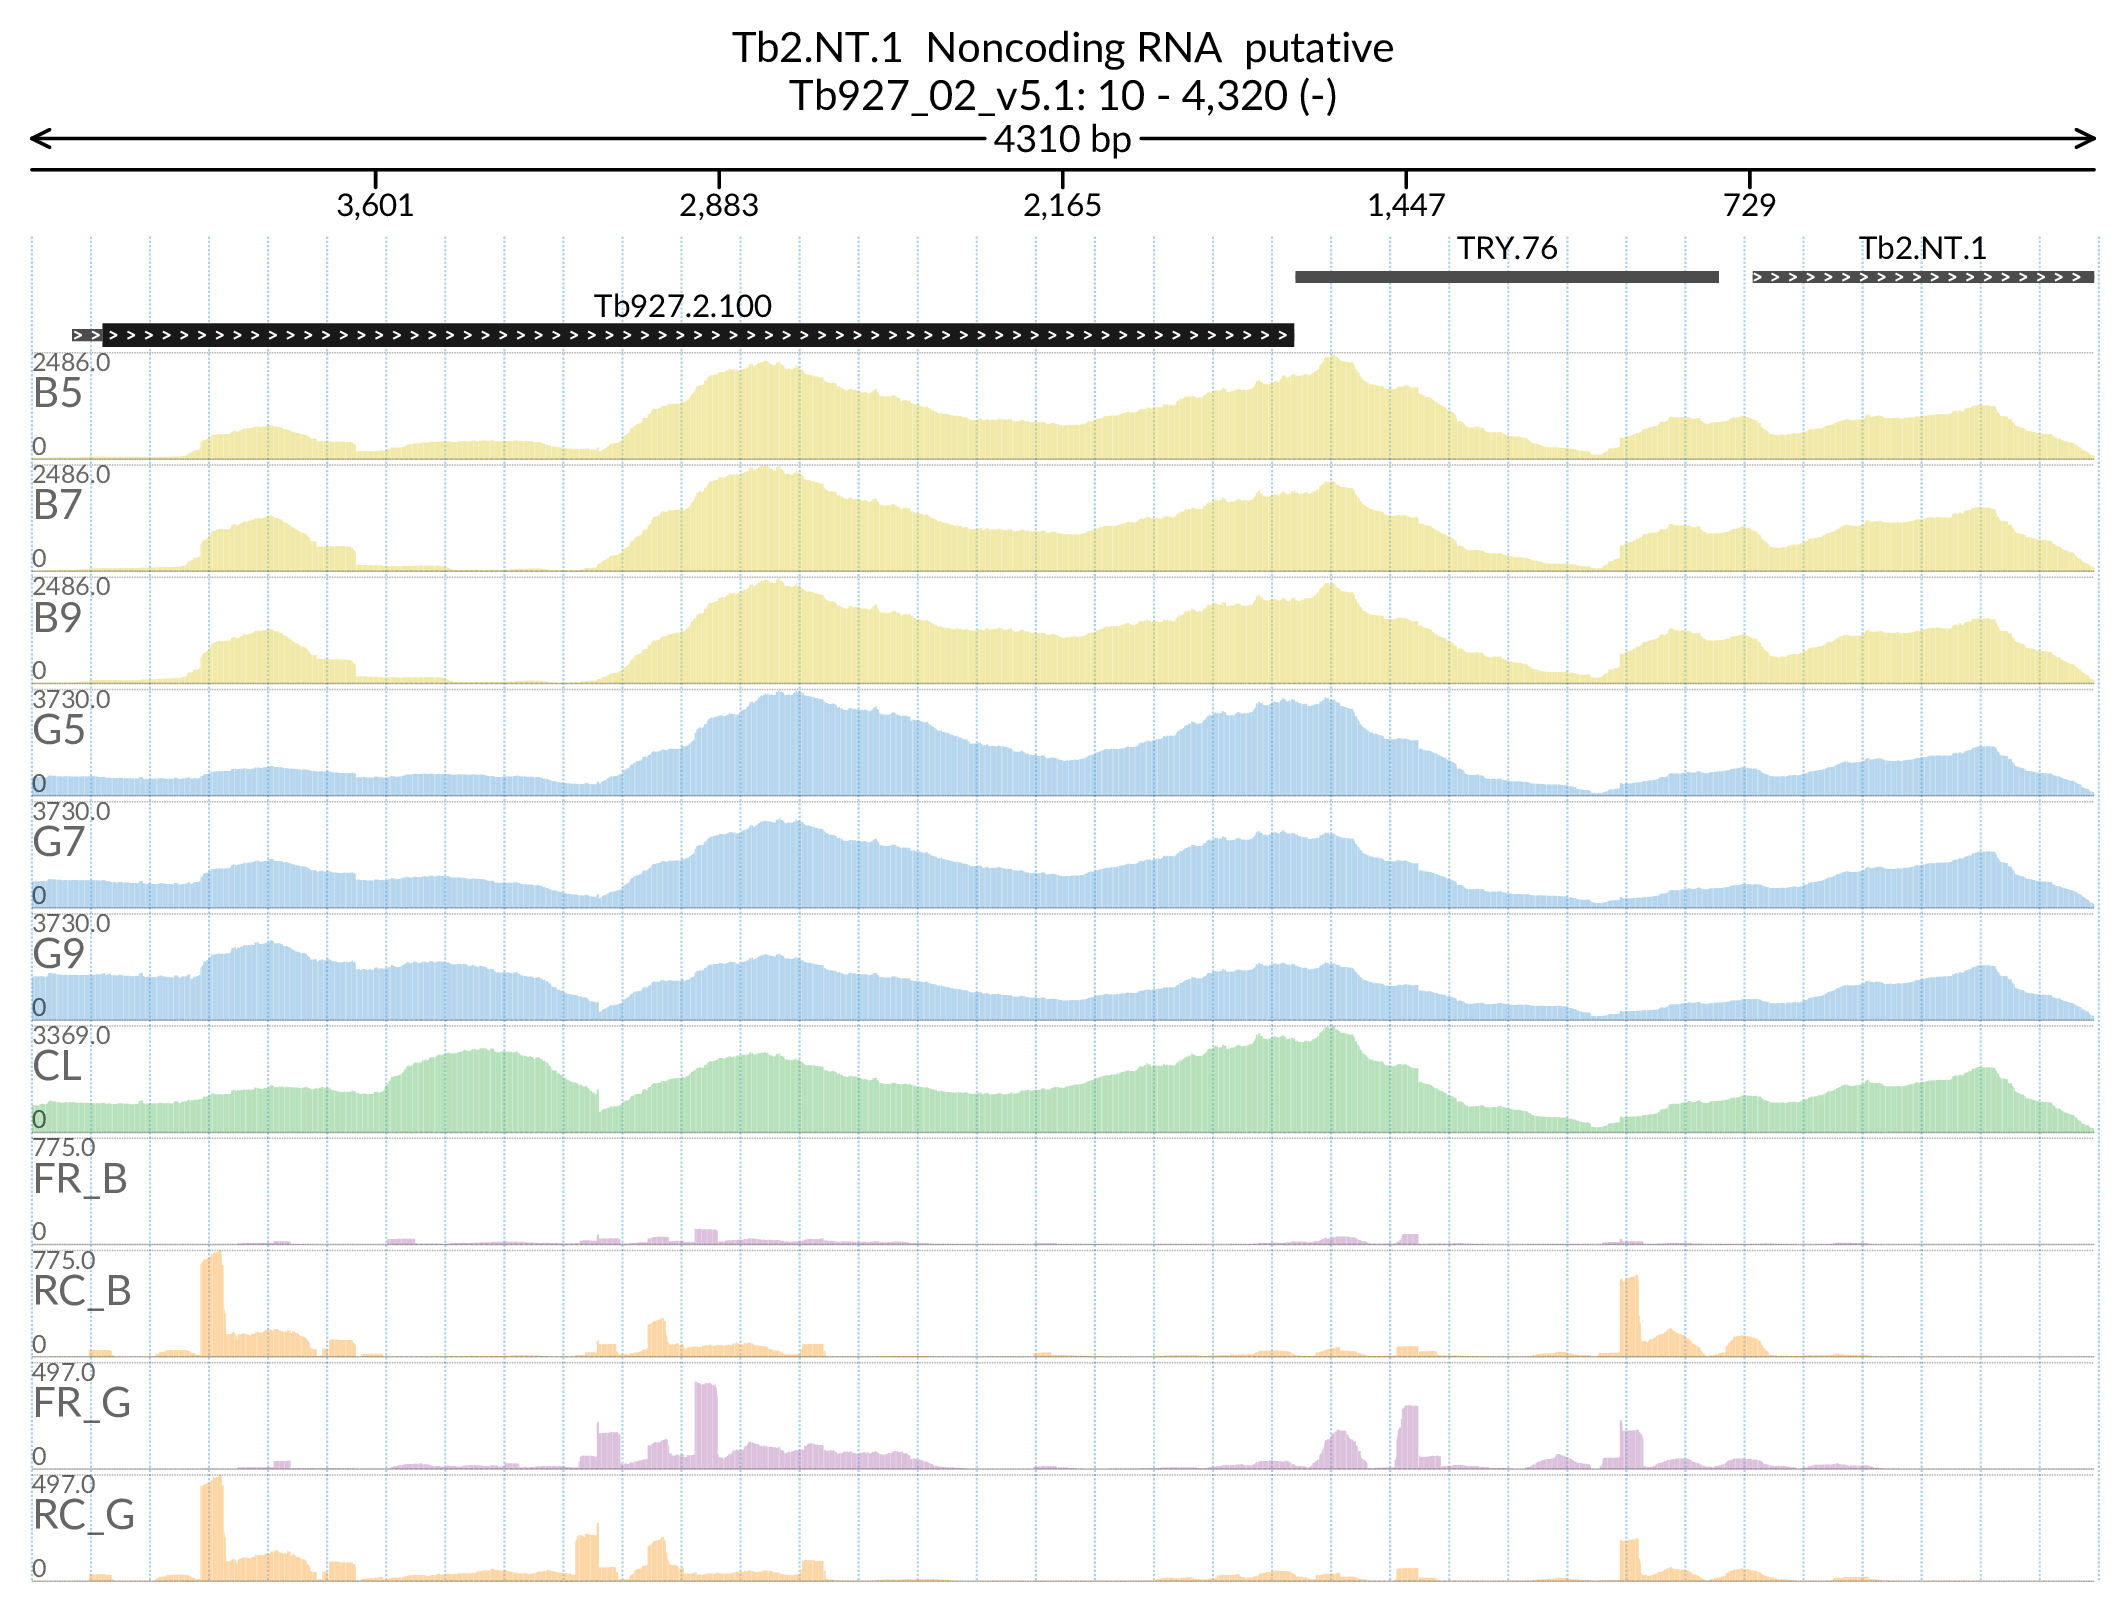 Tb2.NT.1 Noncoding RNA putative
Tb927_02_v5.1: 10 - 4,320 (-)
4310 bp
3,601 2,883 2,165 1,447 729
TRY.76 Tb2.NT.1
Tb927.2.100
2486.0
B5
0
2486.0
B7
0
2486.0
B9
0
3730.0
G5
0
3730.0
G7
0
3730.0
G9
0
3369.0
CL
0
775.0
FR_B
0
775.0
RC_B
0
497.0
FR_G
0
497.0
RC_G
0